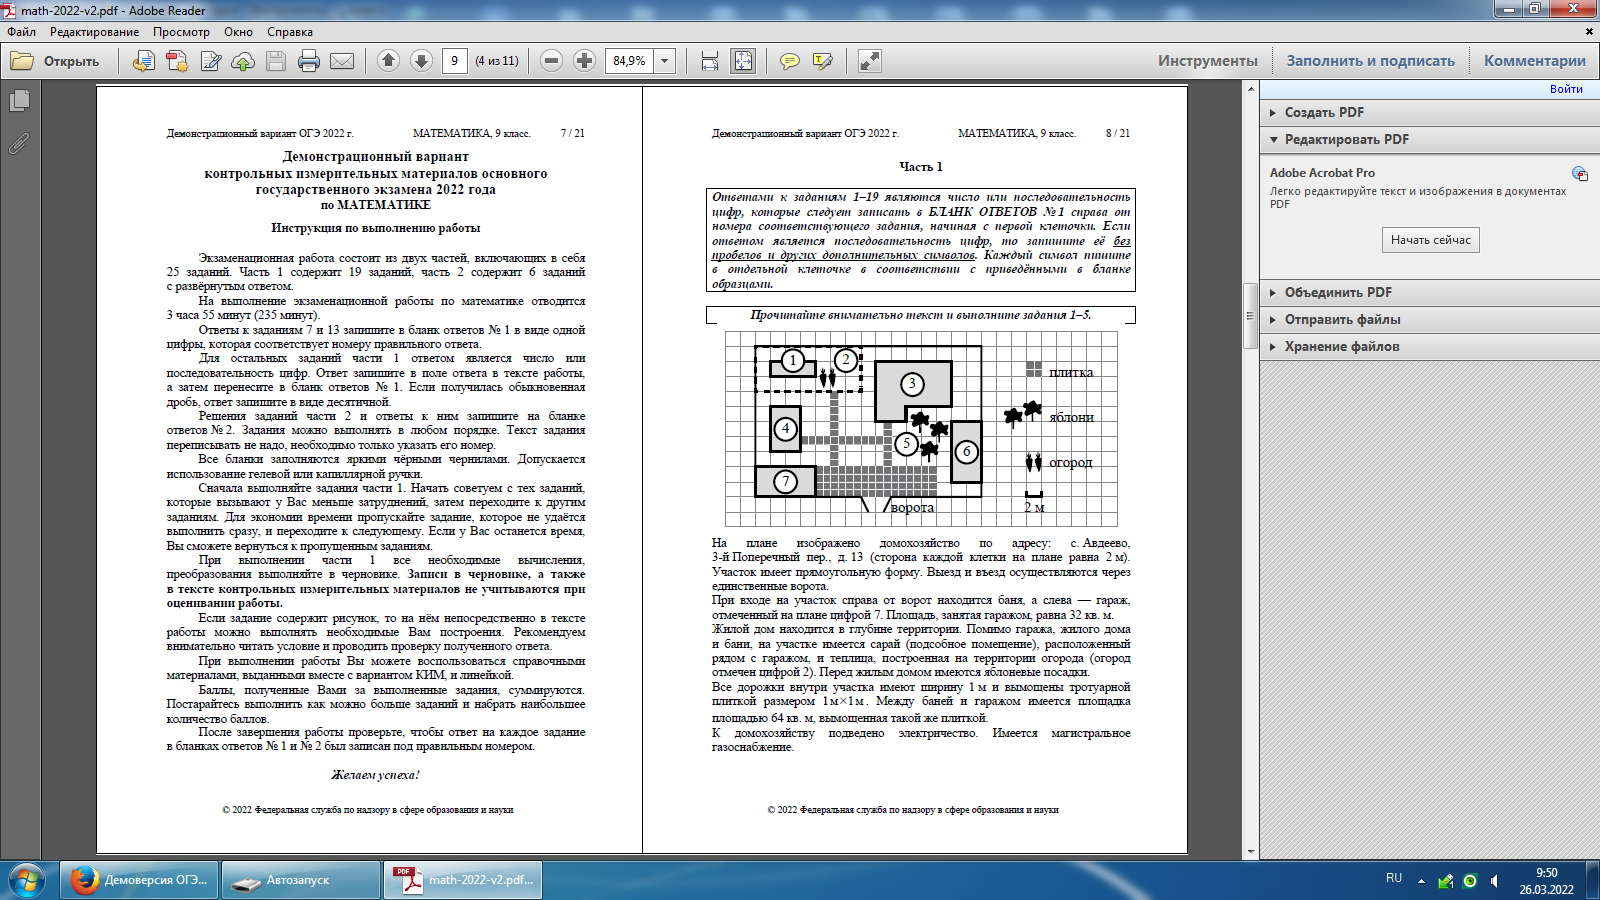 math-2022-v2.pdf - Adobe Reader
Файл Редактирование Просмотр Окно Справка
Открыть 9 (4 из 11) 84,9% Инструменты Заполнить и подписать Комментарии
Войти
Создать PDF
Редактировать PDF
Adobe Acrobat Pro
Легко редактируйте текст и изображения в документах
PDF
Начать сейчас
Объединить PDF
Отправить файлы
Хранение файлов
Демонстрационный вариант ОГЭ 2022 г. МАТЕМАТИКА, 9 класс. 7 / 21
Демонстрационный вариант
контрольных измерительных материалов основного
государственного экзамена 2022 года
по МАТЕМАТИКЕ
Инструкция по выполнению работы
Экзаменационная работа состоит из двух частей, включающих в себя
25 заданий. Часть 1 содержит 19 заданий, часть 2 содержит 6 заданий
с развёрнутым ответом.
На выполнение экзаменационной работы по математике отводится
3 часа 55 минут (235 минут).
Ответы к заданиям 7 и 13 запишите в бланк ответов № 1 в виде одной
цифры, которая соответствует номеру правильного ответа.
Для остальных заданий части 1 ответом является число или
последовательность цифр. Ответ запишите в поле ответа в тексте работы,
а затем перенесите в бланк ответов № 1. Если получилась обыкновенная
дробь, ответ запишите в виде десятичной.
Решения заданий части 2 и ответы к ним запишите на бланке
ответов № 2. Задания можно выполнять в любом порядке. Текст задания
переписывать не надо, необходимо только указать его номер.
Все бланки заполняются яркими чёрными чернилами. Допускается
использование гелевой или капиллярной ручки.
Сначала выполняйте задания части 1. Начать советуем с тех заданий,
которые вызывают у Вас меньше затруднений, затем переходите к другим
заданиям. Для экономии времени пропускайте задание, которое не удаётся
выполнить сразу, и переходите к следующему. Если у Вас останется время,
Вы сможете вернуться к пропущенным заданиям.
При выполнении части 1 все необходимые вычисления,
преобразования выполняйте в черновике. Записи в черновике, а также
в тексте контрольных измерительных материалов не учитываются при
оценивании работы.
Если задание содержит рисунок, то на нём непосредственно в тексте
работы можно выполнять необходимые Вам построения. Рекомендуем
внимательно читать условие и проводить проверку полученного ответа.
При выполнении работы Вы можете воспользоваться справочными
материалами, выданными вместе с вариантом КИМ, и линейкой.
Баллы, полученные Вами за выполненные задания, суммируются.
Постарайтесь выполнить как можно больше заданий и набрать наибольшее
количество баллов.
После завершения работы проверьте, чтобы ответ на каждое задание
в бланках ответов № 1 и № 2 был записан под правильным номером.
Желаем успеха!
© 2022 Федеральная служба по надзору в сфере образования и науки
Демонстрационный вариант ОГЭ 2022 г. МАТЕМАТИКА, 9 класс. 8 / 21
Часть 1
Ответами к заданиям 1–19 являются число или последовательность
цифр, которые следует записать в БЛАНК ОТВЕТОВ № 1 справа от
номера соответствующего задания, начиная с первой клеточки. Если
ответом является последовательность цифр, то запишите её без
пробелов и других дополнительных символов. Каждый символ пишите
в отдельной клеточке в соответствии с приведёнными в бланке
образцами.
Прочитайте внимательно текст и выполните задания 1–5.
1
2
3
4
5
6
7
плитка
яблони
огород
ворота
2 м
На плане изображено домохозяйство по адресу: с. Авдеево,
3-й Поперечный пер., д. 13 (сторона каждой клетки на плане равна 2 м).
Участок имеет прямоугольную форму. Выезд и въезд осуществляются через
единственные ворота.
При входе на участок справа от ворот находится баня, а слева — гараж,
отмеченный на плане цифрой 7. Площадь, занятая гаражом, равна 32 кв. м.
Жилой дом находится в глубине территории. Помимо гаража, жилого дома
и бани, на участке имеется сарай (подсобное помещение), расположенный
рядом с гаражом, и теплица, построенная на территории огорода (огород
отмечен цифрой 2). Перед жилым домом имеются яблоневые посадки.
Все дорожки внутри участка имеют ширину 1 м и вымощены тротуарной
плиткой размером 1м×1м. Между баней и гаражом имеется площадка
площадью 64 кв. м, вымощенная такой же плиткой.
К домохозяйству подведено электричество. Имеется магистральное
газоснабжение.
© 2022 Федеральная служба по надзору в сфере образования и науки
Демоверсия ОГЭ... Автозапуск math-2022-v2.pdf... RU 9:50
26.03.2022